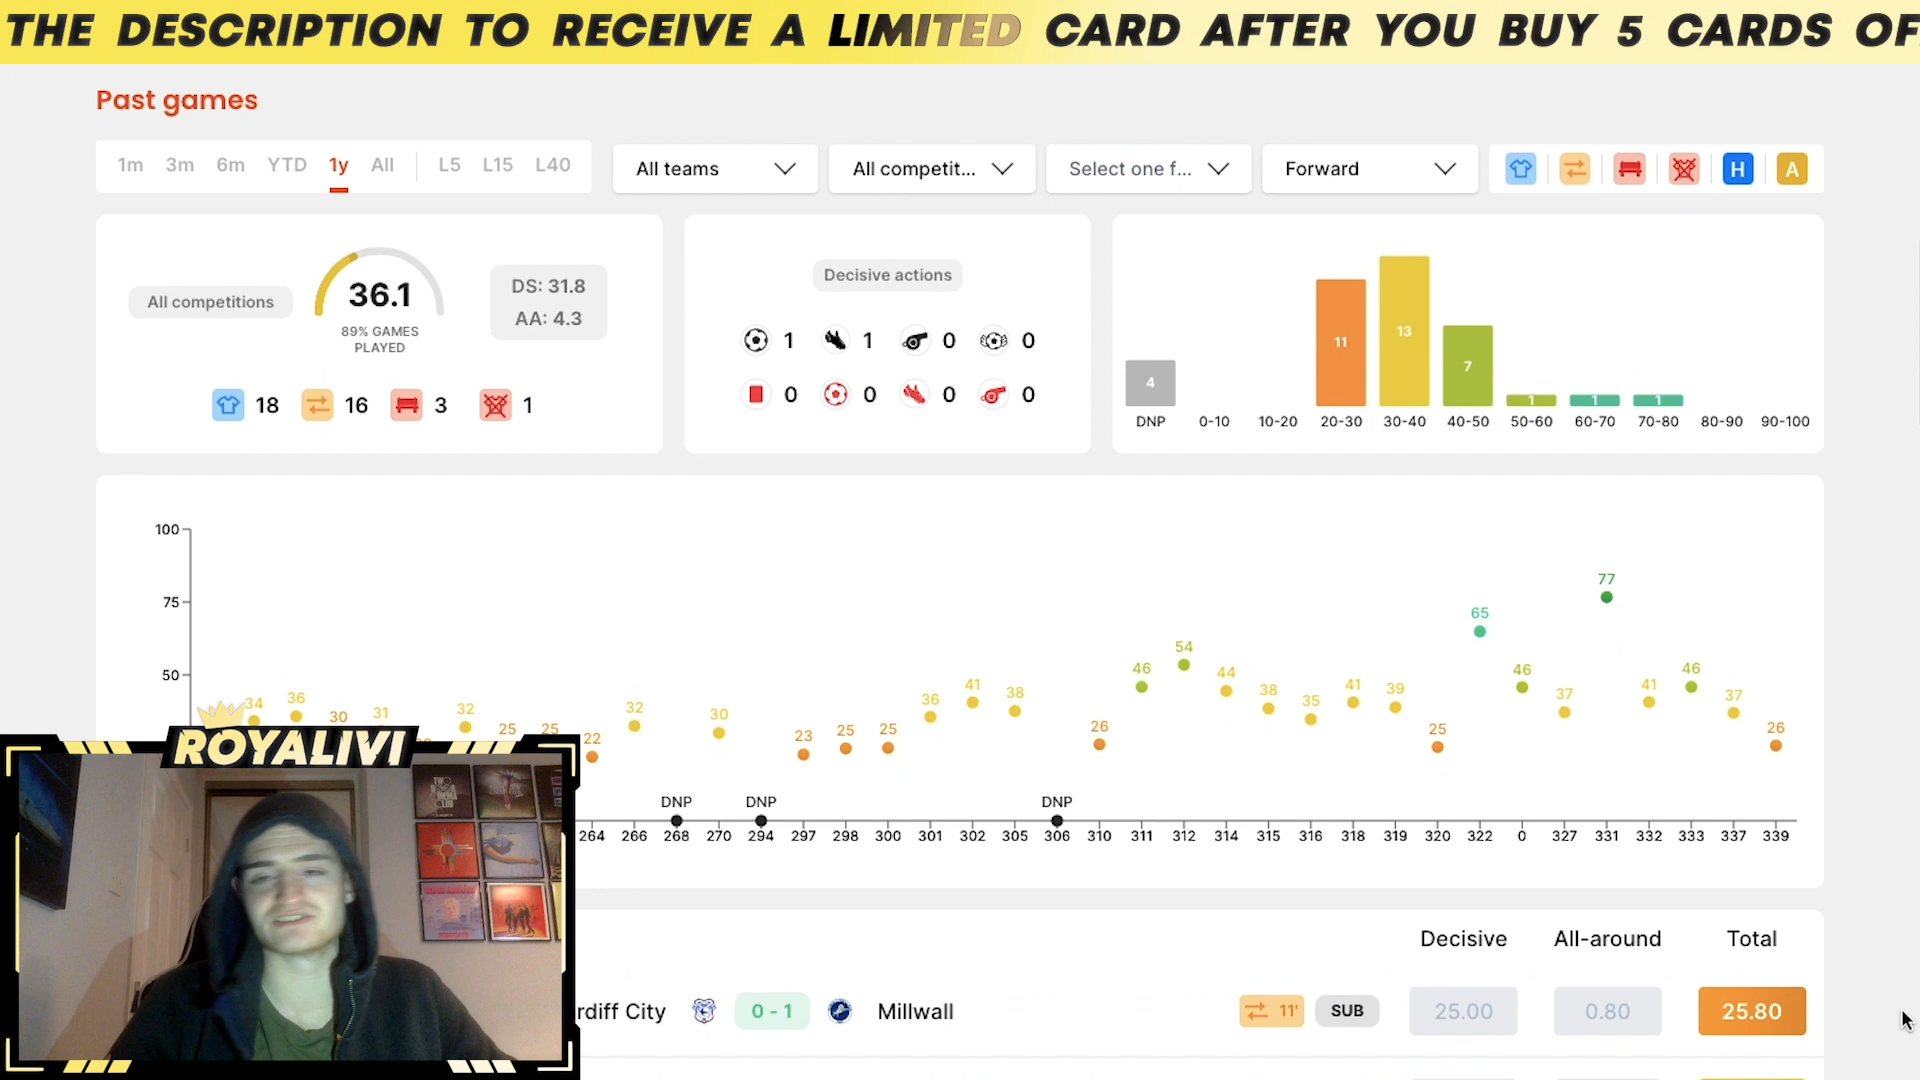 THE DESCRIPTION TO RECEIVE A LIMITED CARD AFTER YOU BUY 5 CARDS OF
Past games
1m 3m 6m YTD 1y All L5 L15 L40
All teams
All competit...
Select one f...
Forward
H
A
All competitions
36.1
89% GAMES
PLAYED
DS: 31.8
AA: 4.3
18 16 3 1
Decisive actions
1 1 0 0
0 0 0 0
4 11 13 7 1 1 1
DNP 0-10 10-20 20-30 30-40 40-50 50-60 60-70 70-80 80-90 90-100
100
75
50
34 36 30 31 32 25 25 22 32 30 23 25 25 36 41 38 26 46 54 44 38 35 41 39 25 65 46 37 77 41 46 37 26
DNP DNP DNP
264 266 268 270 294 297 298 300 301 302 305 306 310 311 312 314 315 316 318 319 320 322 0 327 331 332 333 337 339
ROYALIVI
Decisive All-around Total
rdiff City 0 - 1 Millwall 11' SUB 25.00 0.80 25.80